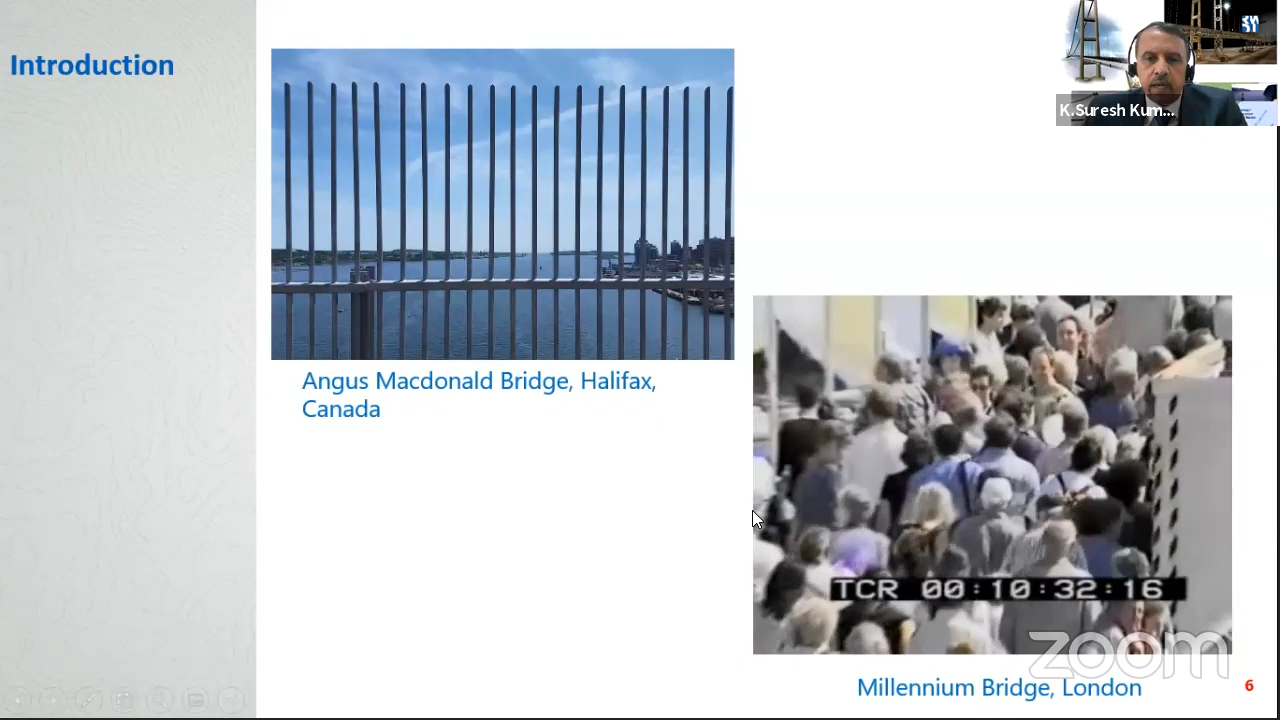 Introduction
K.Suresh Kum...
Angus Macdonald Bridge, Halifax,
Canada
TCR 00:10:32:16
zoom
Millennium Bridge, London
6